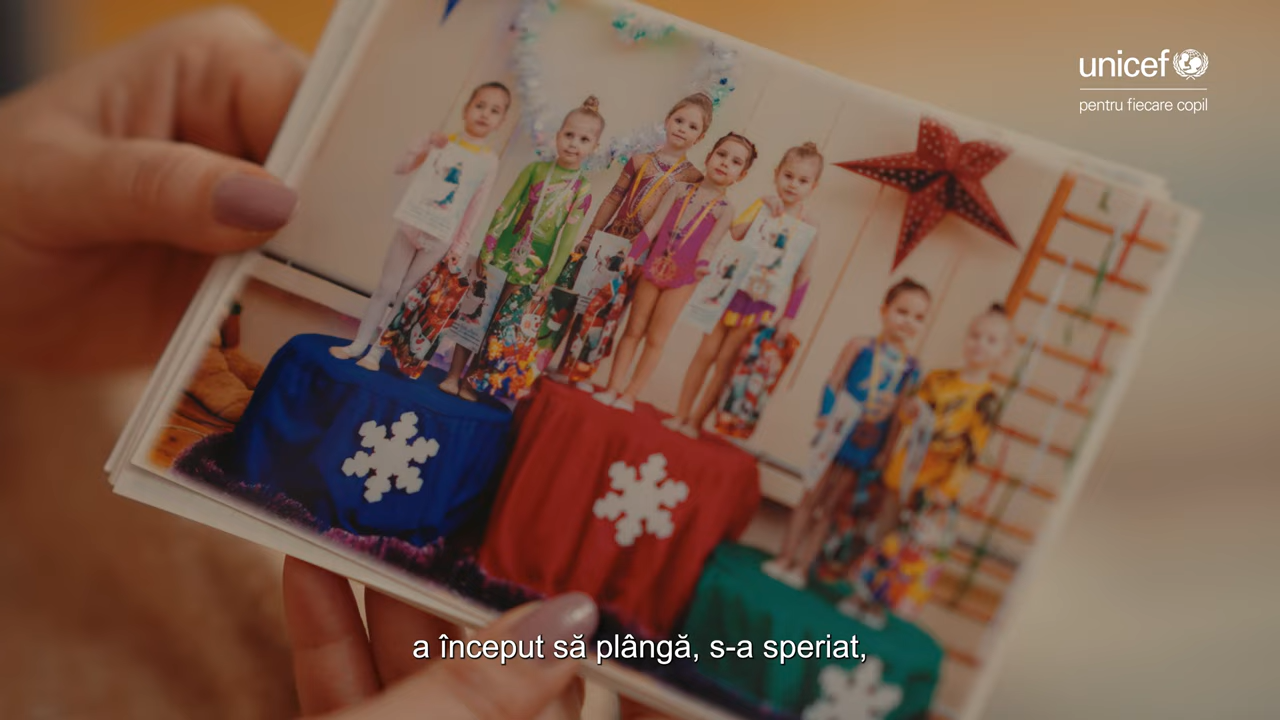 unicef
pentru fiecare copil
a început să plângă, s-a speriat,